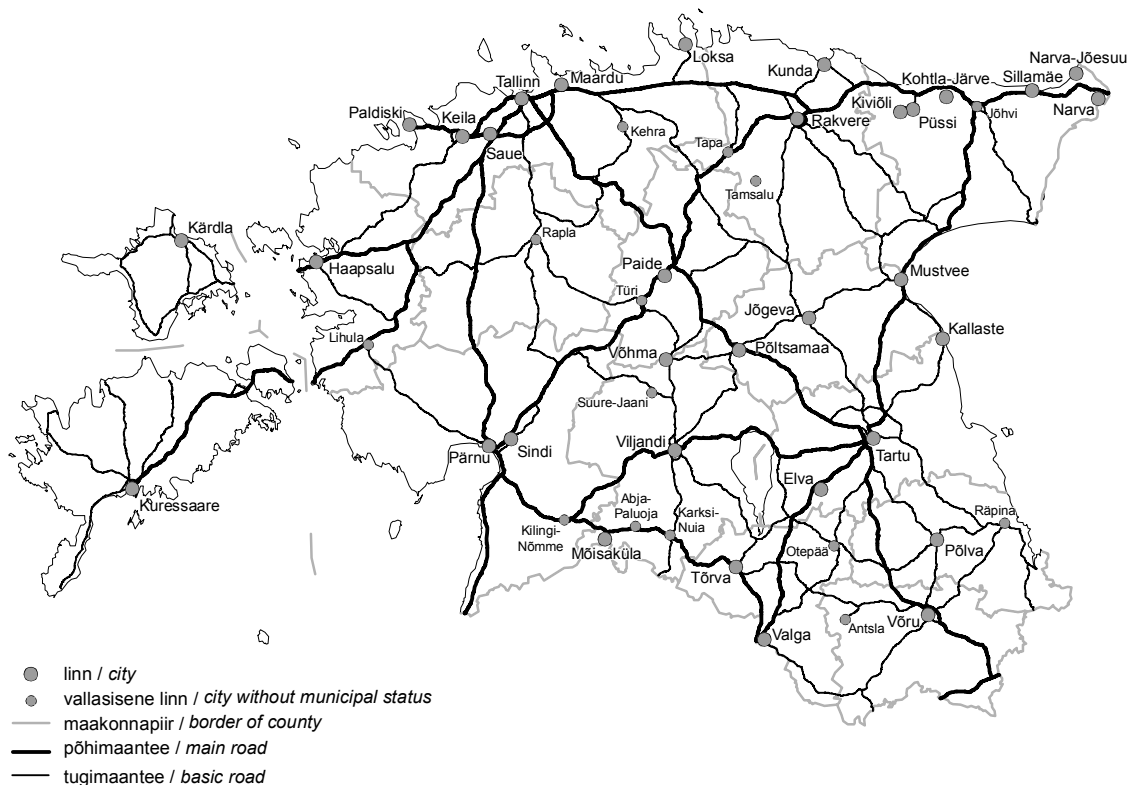 Loksa
Narva-Jõesuu
Kunda
Kohtla-Järve
Sillamäe
Tallinn
Maardu
Kiviõli
Paldiski
Keila
Püssi
Jõhvi
Narva
Kehra
Rakvere
Saue
Tapa
Tamsalu
Kärdla
Rapla
Haapsalu
Paide
Mustvee
Türi
Jõgeva
Kallaste
Lihula
Võhma
Põltsamaa
Suure-Jaani
Viljandi
Pärnu
Sindi
Tartu
Elva
Kuressaare
Abja-
Paluoja
Karksi-
Nuia
Räpina
Kilingi-
Nõmme
Mõisaküla
Otepää
Põlva
Tõrva
Antsla
Võru
Valga
linn / city
vallasisene linn / city without municipal status
maakonnapiir / border of county
põhimaantee / main road
tugimaantee / basic road